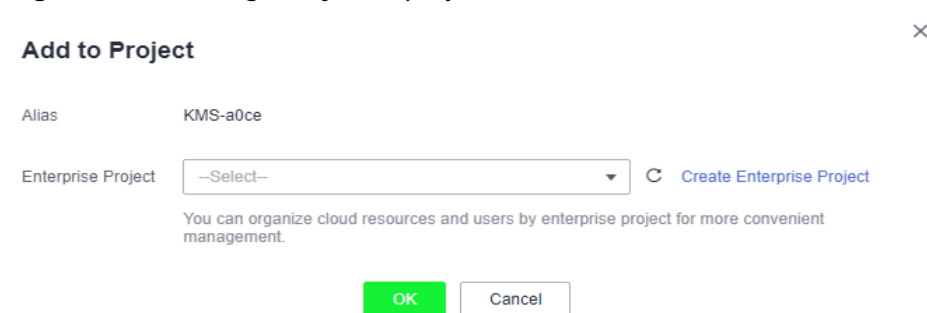 Add to Project
Alias KMS-a0ce
Enterprise Project --Select-- Create Enterprise Project
You can organize cloud resources and users by enterprise project for more convenient
management.
OK Cancel